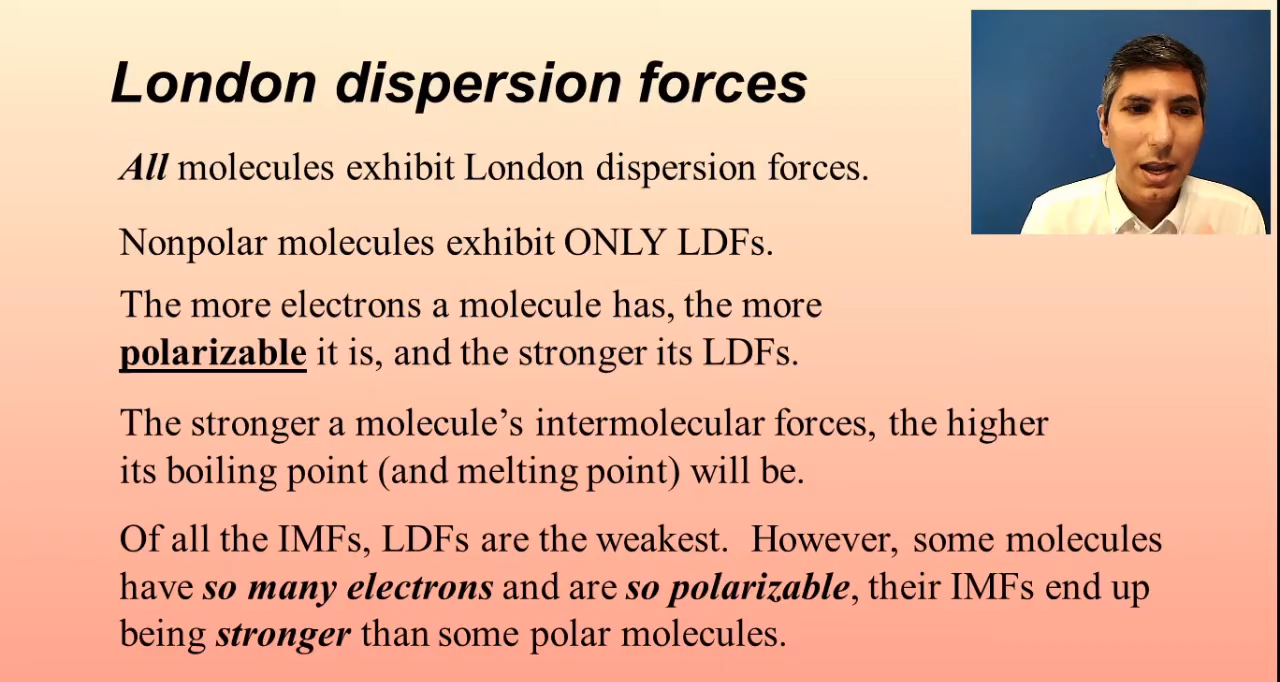 London dispersion forces
All molecules exhibit London dispersion forces.
Nonpolar molecules exhibit ONLY LDFs.
The more electrons a molecule has, the more
polarizable it is, and the stronger its LDFs.
The stronger a molecule’s intermolecular forces, the higher
its boiling point (and melting point) will be.
Of all the IMFs, LDFs are the weakest.  However, some molecules
have so many electrons and are so polarizable, their IMFs end up
being stronger than some polar molecules.